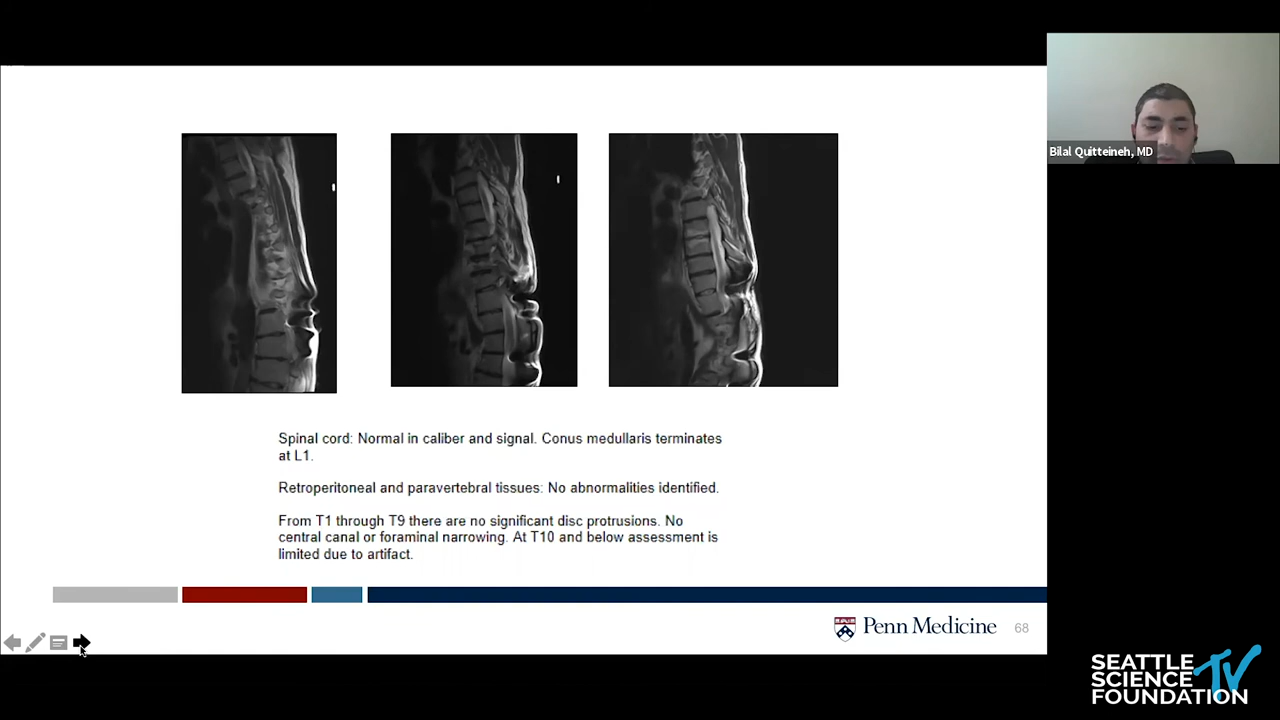 Bilal Quitteineh, MD
Spinal cord: Normal in caliber and signal. Conus medullaris terminates
at L1.
Retroperitoneal and paravertebral tissues: No abnormalities identified.
From T1 through T9 there are no significant disc protrusions. No
central canal or foraminal narrowing. At T10 and below assessment is
limited due to artifact.
Penn Medicine
68
SEATTLE
SCIENCE
FOUNDATION
TV